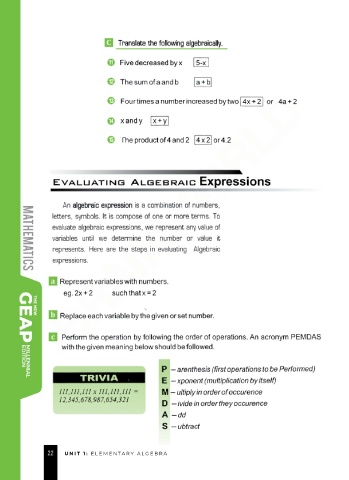 C Translate the following algebraically.
11 Five decreased by x 5-x
12 The sum of a and b a + b
13 Four times a number increased by two 4x + 2 or 4a + 2
14 x and y x + y
15 The product of 4 and 2 4 x 2 or 4.2
EVALUATING ALGEBRAIC Expressions
An algebraic expression is a combination of numbers,
letters, symbols. It is compose of one or more terms. To
evaluate algebraic expressions, we represent any value of
variables until we determine the number or value it
represents. Here are the steps in evaluating Algebraic
expressions.
a Represent variables with numbers.
eg. 2x + 2 such that x = 2
b Replace each variable by the given or set number.
c Perform the operation by following the order of operations. An acronym PEMDAS
with the given meaning below should be followed.
P – arenthesis (first operations to be Performed)
E – xponent (multiplication by itself)
M – ultiply in order of occurence
D – ivide in order they occurence
A – dd
S – ubtract
TRIVIA
111,111,111 x 111,111,111 =
12,345,678,987,654,321
MATHEMATICS
THE NEW
GEAP
MILLENNIAL
EDITION
22 UNIT 1: ELEMENTARY ALGEBRA